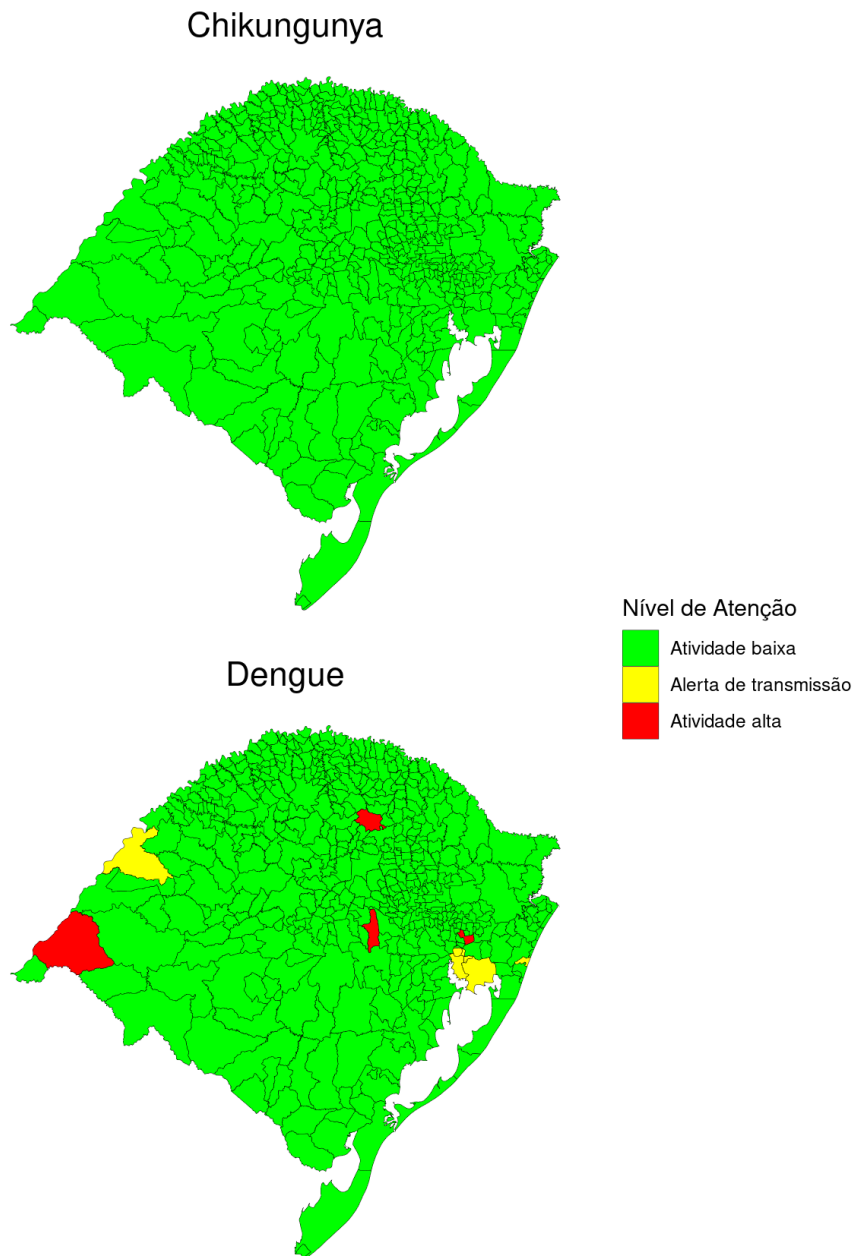 Chikungunya
Nível de Atenção
Atividade baixa
Alerta de transmissão
Atividade alta
Dengue